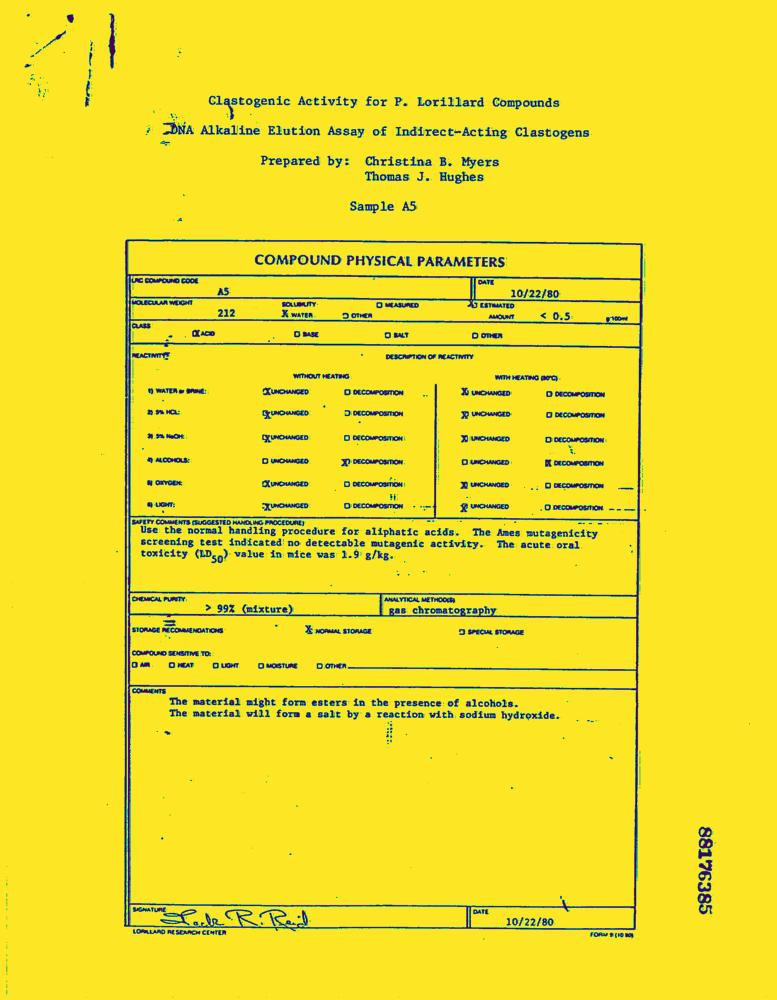 Clastogenic Activity for P. Lorillard Compounds
DNA Alkaline Elution Assay of Indirect-Acting Clastogens
Prepared by: Christina B. Myers
Thomas J. Hughes
Sample A5
COMPOUND PHYSICAL PARAMETERS
LRC COMPOUND CODE
A5
DATE
10/22/80
MOLECULAR WEIGHT
212
SOLUBILITY
X WATER
☐ OTHER
☐ MEASURED
X ESTIMATED
AMOUNT < 0.5 g/100ml
CLASS
X ACID ☐ BASE ☐ SALT ☐ OTHER
REACTIVITY DESCRIPTION OF REACTIVITY
WITHOUT HEATING WITH HEATING (80°C)
1) WATER or BRINE: X UNCHANGED ☐ DECOMPOSITION X UNCHANGED ☐ DECOMPOSITION
2) 5% HCL: X UNCHANGED ☐ DECOMPOSITION X UNCHANGED ☐ DECOMPOSITION
3) 5% NaOH: X UNCHANGED ☐ DECOMPOSITION X UNCHANGED ☐ DECOMPOSITION
4) ALCOHOLS: ☐ UNCHANGED X DECOMPOSITION ☐ UNCHANGED X DECOMPOSITION
5) OXYGEN: X UNCHANGED ☐ DECOMPOSITION X UNCHANGED ☐ DECOMPOSITION
6) LIGHT: X UNCHANGED ☐ DECOMPOSITION X UNCHANGED ☐ DECOMPOSITION
SAFETY COMMENTS (SUGGESTED HANDLING PROCEDURE)
Use the normal handling procedure for aliphatic acids. The Ames mutagenicity
screening test indicated no detectable mutagenic activity. The acute oral
toxicity (LD50) value in mice was 1.9 g/kg.
CHEMICAL PURITY:
> 99% (mixture)
ANALYTICAL METHOD(S)
gas chromatography
STORAGE RECOMMENDATIONS X NORMAL STORAGE ☐ SPECIAL STORAGE
COMPOUND SENSITIVE TO:
☐ AIR ☐ HEAT ☐ LIGHT ☐ MOISTURE ☐ OTHER
COMMENTS
The material might form esters in the presence of alcohols.
The material will form a salt by a reaction with sodium hydroxide.
SIGNATURE
R. Reid
DATE
10/22/80
LORILLARD RESEARCH CENTER
FORM 9 (10 80)
88176385